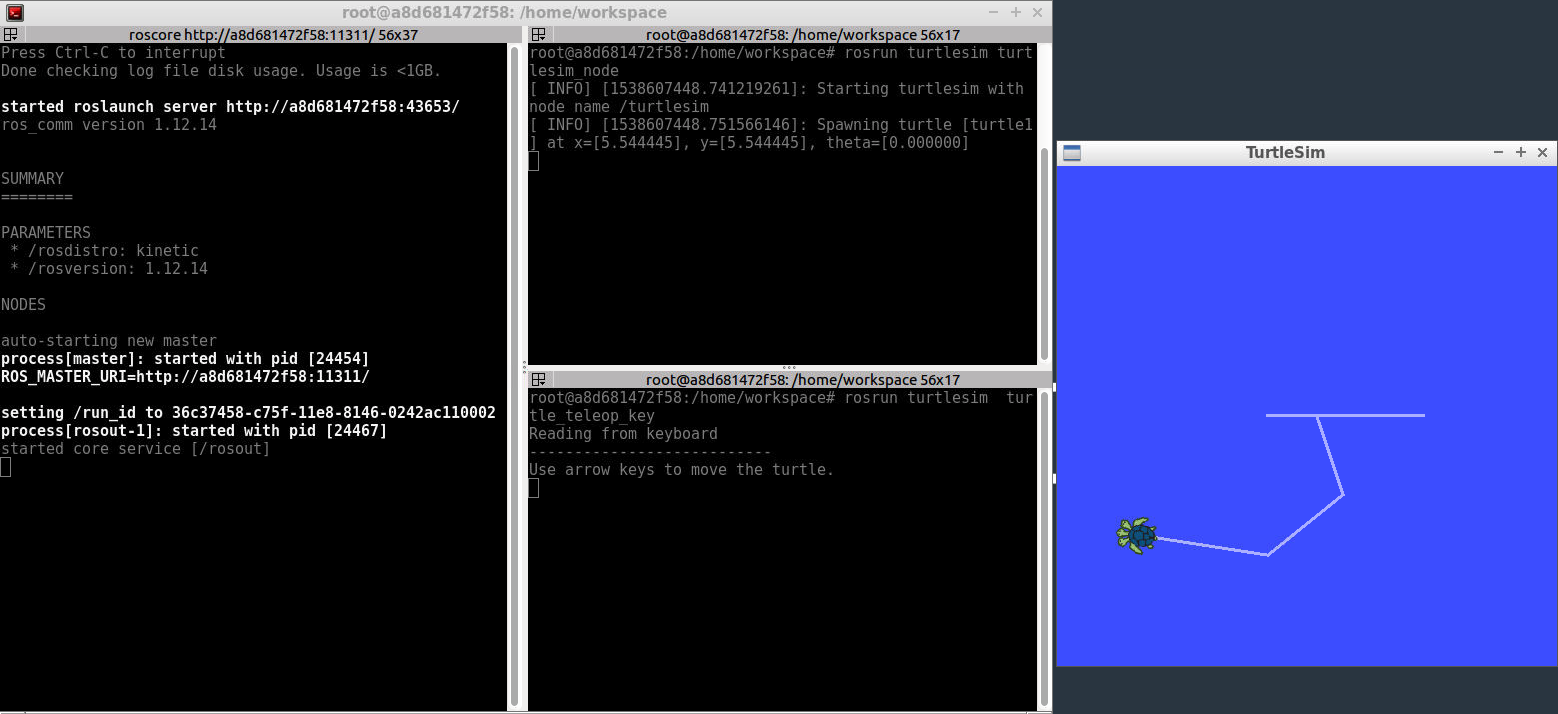 root@a8d681472f58: /home/workspace
roscore http://a8d681472f58:11311/ 56x37
Press Ctrl-C to interrupt
Done checking log file disk usage. Usage is <1GB.
started roslaunch server http://a8d681472f58:43653/
ros_comm version 1.12.14
SUMMARY
========
PARAMETERS
 * /rosdistro: kinetic
 * /rosversion: 1.12.14
NODES
auto-starting new master
process[master]: started with pid [24454]
ROS_MASTER_URI=http://a8d681472f58:11311/
setting /run_id to 36c37458-c75f-11e8-8146-0242ac110002
process[rosout-1]: started with pid [24467]
started core service [/rosout]
root@a8d681472f58: /home/workspace 56x17
root@a8d681472f58:/home/workspace# rosrun turtlesim turt
lesim_node
[ INFO] [1538607448.741219261]: Starting turtlesim with
node name /turtlesim
[ INFO] [1538607448.751566146]: Spawning turtle [turtle1
] at x=[5.544445], y=[5.544445], theta=[0.000000]
root@a8d681472f58: /home/workspace 56x17
root@a8d681472f58:/home/workspace# rosrun turtlesim  tur
tle_teleop_key
Reading from keyboard
---------------------------
Use arrow keys to move the turtle.
TurtleSim